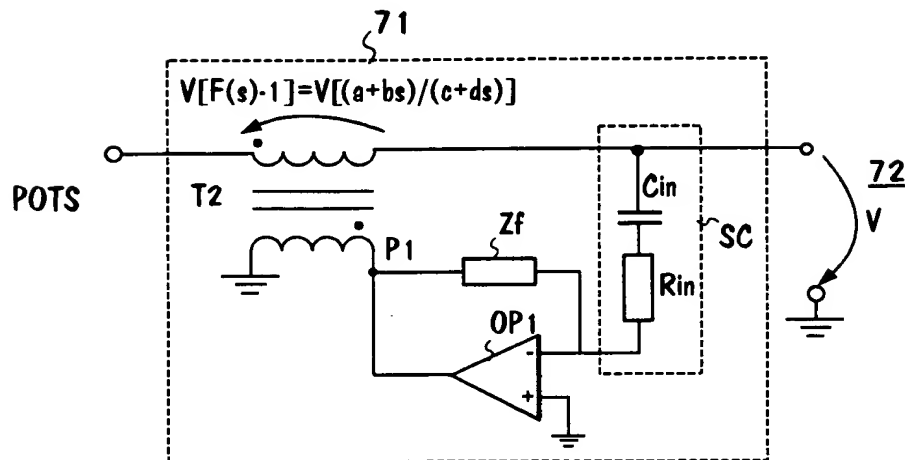 71
V[F(s)-1]=V[(a+bs)/(c+ds)]
POTS
T2
P1
Zf
OP1
-
+
Cin
Rin
SC
72
V